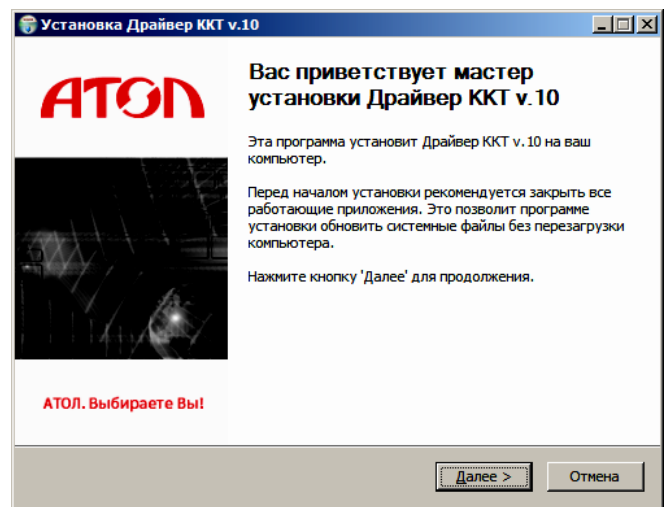 Установка Драйвер ККТ v.10
АТОЛ
Вас приветствует мастер
установки Драйвер ККТ v.10
Эта программа установит Драйвер ККТ v.10 на ваш
компьютер.
Перед началом установки рекомендуется закрыть все
работающие приложения. Это позволит программе
установки обновить системные файлы без перезагрузки
компьютера.
Нажмите кнопку 'Далее' для продолжения.
АТОЛ. Выбираете Вы!
Далее >
Отмена